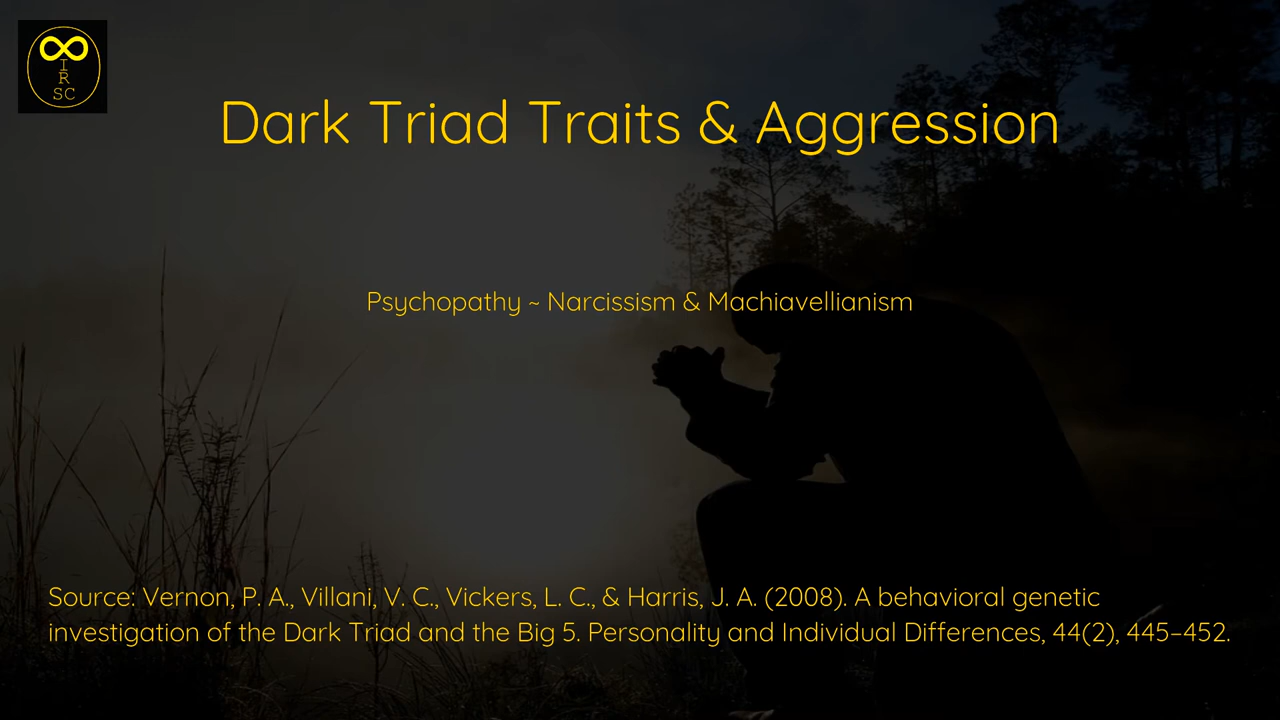 ∞
I
R
SC
Dark Triad Traits & Aggression
Psychopathy ~ Narcissism & Machiavellianism
Source: Vernon, P. A., Villani, V. C., Vickers, L. C., & Harris, J. A. (2008). A behavioral genetic
investigation of the Dark Triad and the Big 5. Personality and Individual Differences, 44(2), 445–452.